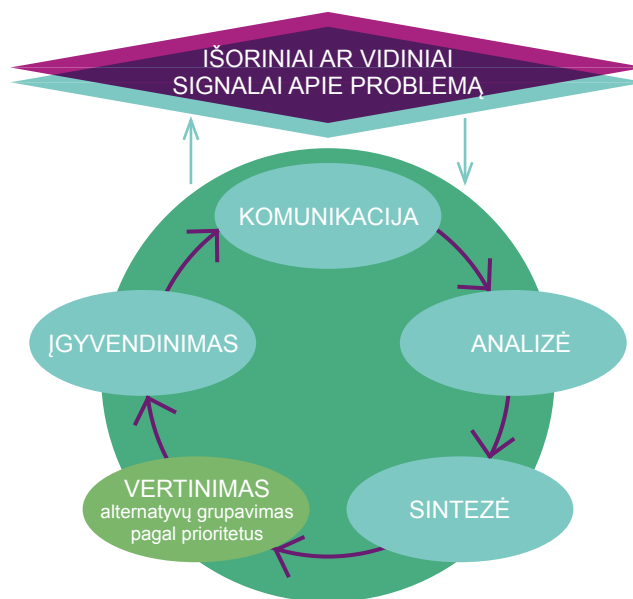 IŠORINIAI AR VIDINIAI
SIGNALAI APIE PROBLEMĄ
KOMUNIKACIJA
ANALIZĖ
SINTEZĖ
VERTINIMAS
alternatyvų grupavimas
pagal prioritetus
ĮGYVENDINIMAS